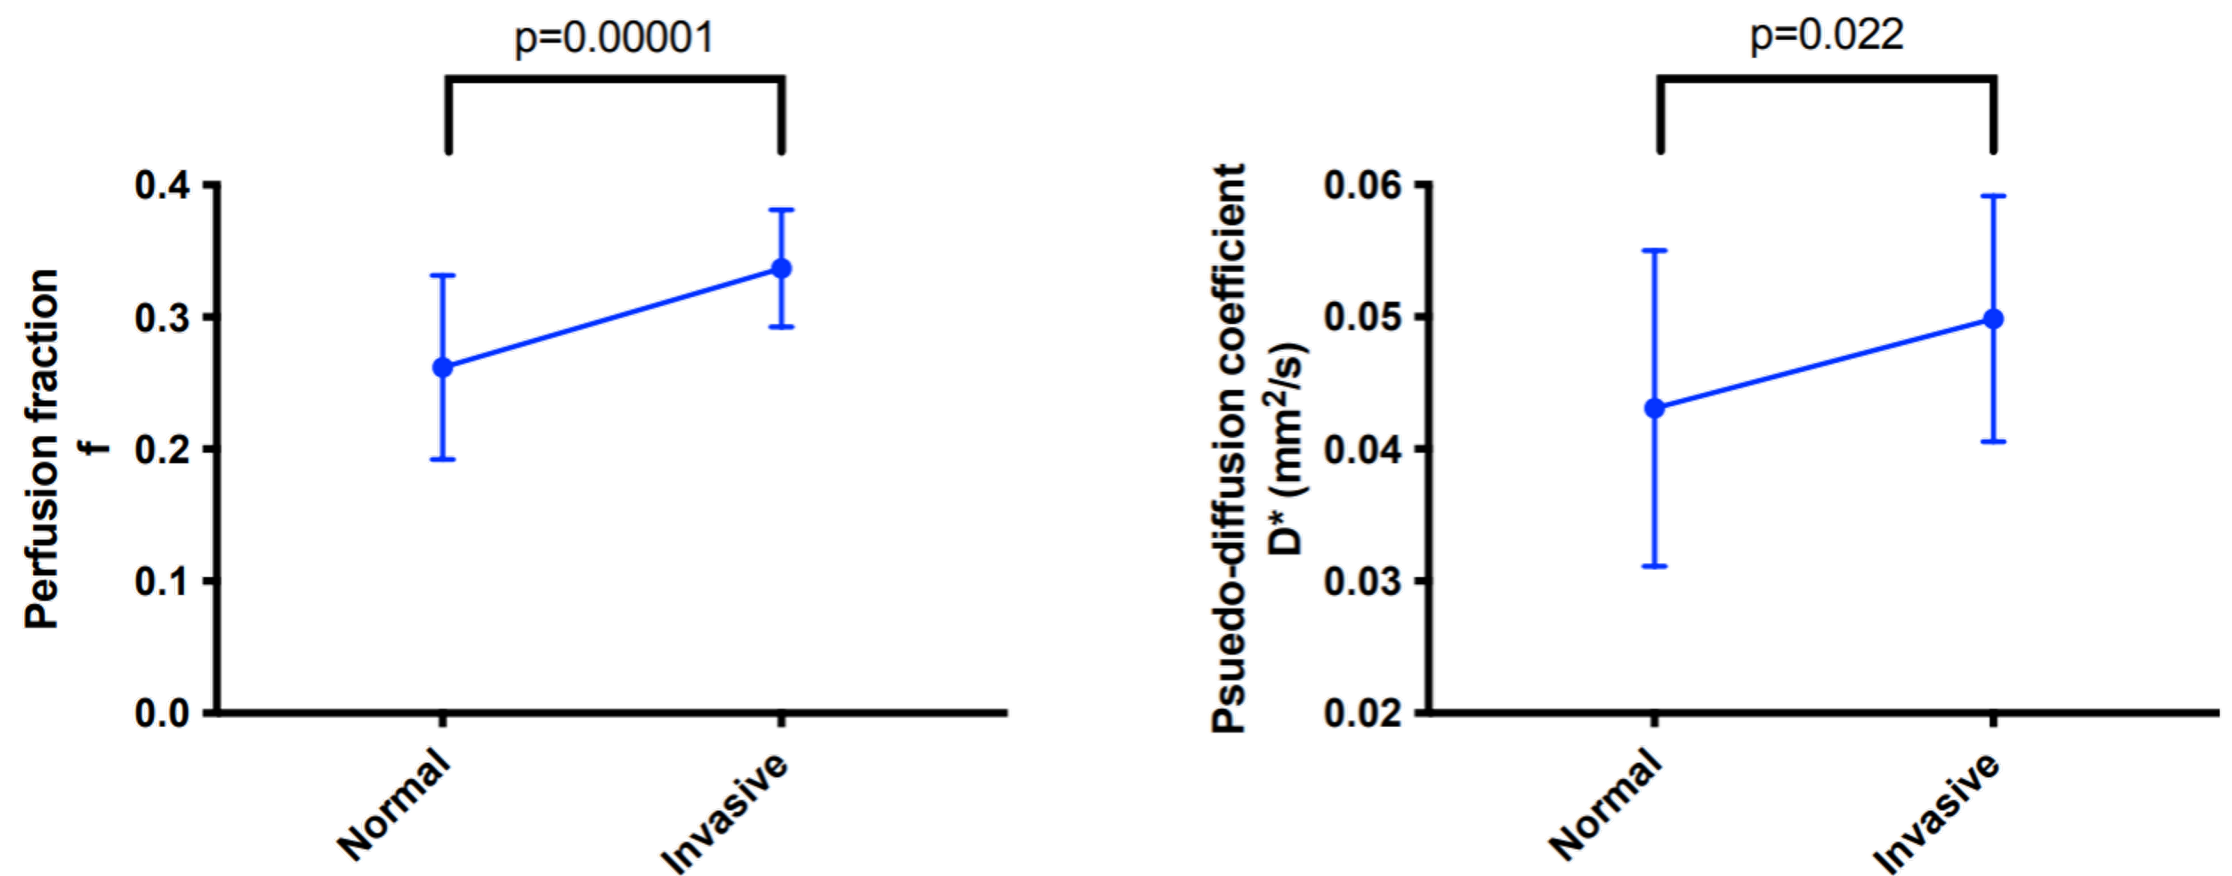 p=0.00001
Perfusion fraction
f
0.4
0.3
0.2
0.1
0.0
Normal
Invasive
p=0.022
Psuedo-diffusion coefficient
D* (mm²/s)
0.06
0.05
0.04
0.03
0.02
Normal
Invasive